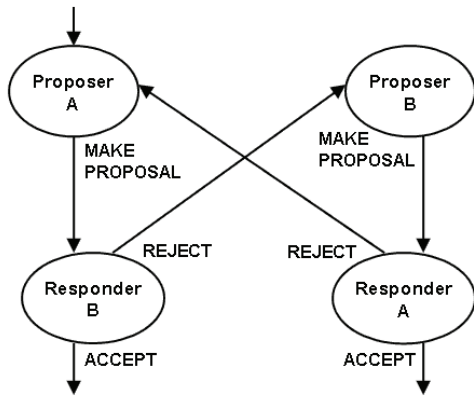 Proposer
A
Proposer
B
MAKE
PROPOSAL
MAKE
PROPOSAL
REJECT
REJECT
Responder
B
Responder
A
ACCEPT
ACCEPT